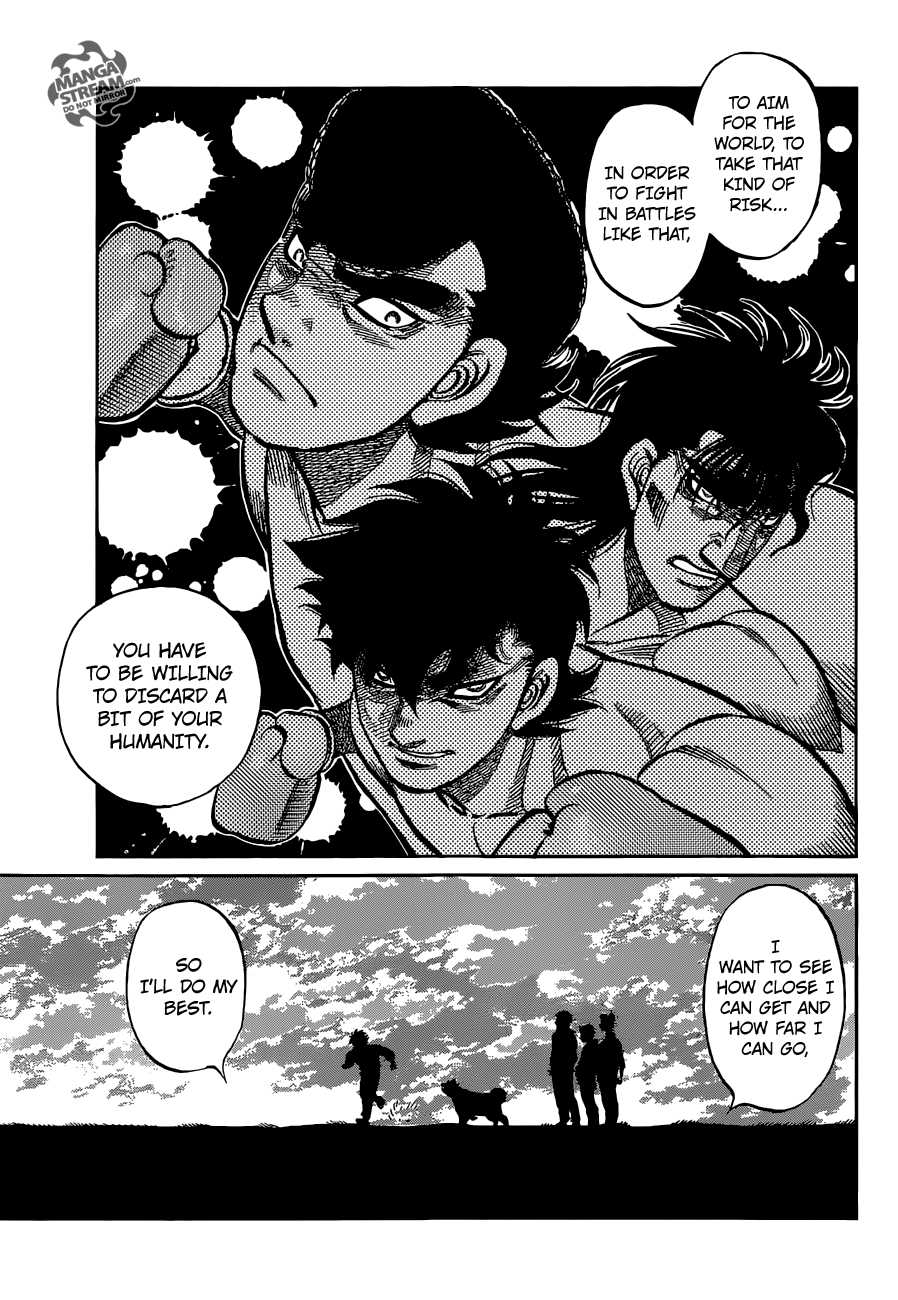 MANGA
STREAM.com
DO NOT MIRROR
TO AIM
FOR THE
WORLD, TO
TAKE THAT
KIND OF
RISK...
IN ORDER
TO FIGHT
IN BATTLES
LIKE THAT,
YOU HAVE
TO BE WILLING
TO DISCARD A
BIT OF YOUR
HUMANITY.
I
WANT TO SEE
HOW CLOSE I
CAN GET AND
HOW FAR I
CAN GO,
SO
I'LL DO MY
BEST.